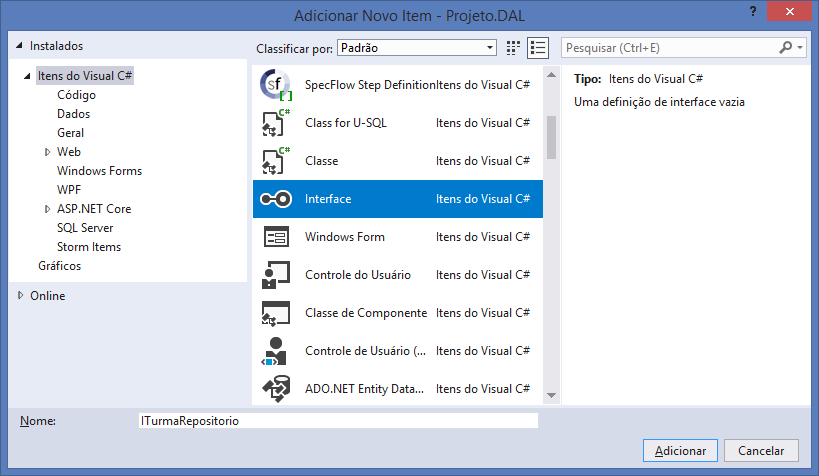 Adicionar Novo Item - Projeto.DAL
?
Instalados
Classificar por: Padrão
Pesquisar (Ctrl+E)
Itens do Visual C#
Código
Dados
Geral
Web
Windows Forms
WPF
ASP.NET Core
SQL Server
Storm Items
Gráficos
Online
sf
SpecFlow Step Definition Itens do Visual C#
C#
Class for U-SQL Itens do Visual C#
C#
Classe Itens do Visual C#
Interface Itens do Visual C#
Windows Form Itens do Visual C#
Controle do Usuário Itens do Visual C#
Classe de Componente Itens do Visual C#
Controle de Usuário (... Itens do Visual C#
ADO.NET Entity Data... Itens do Visual C#
Tipo: Itens do Visual C#
Uma definição de interface vazia
Nome: ITurmaRepositorio
Adicionar
Cancelar